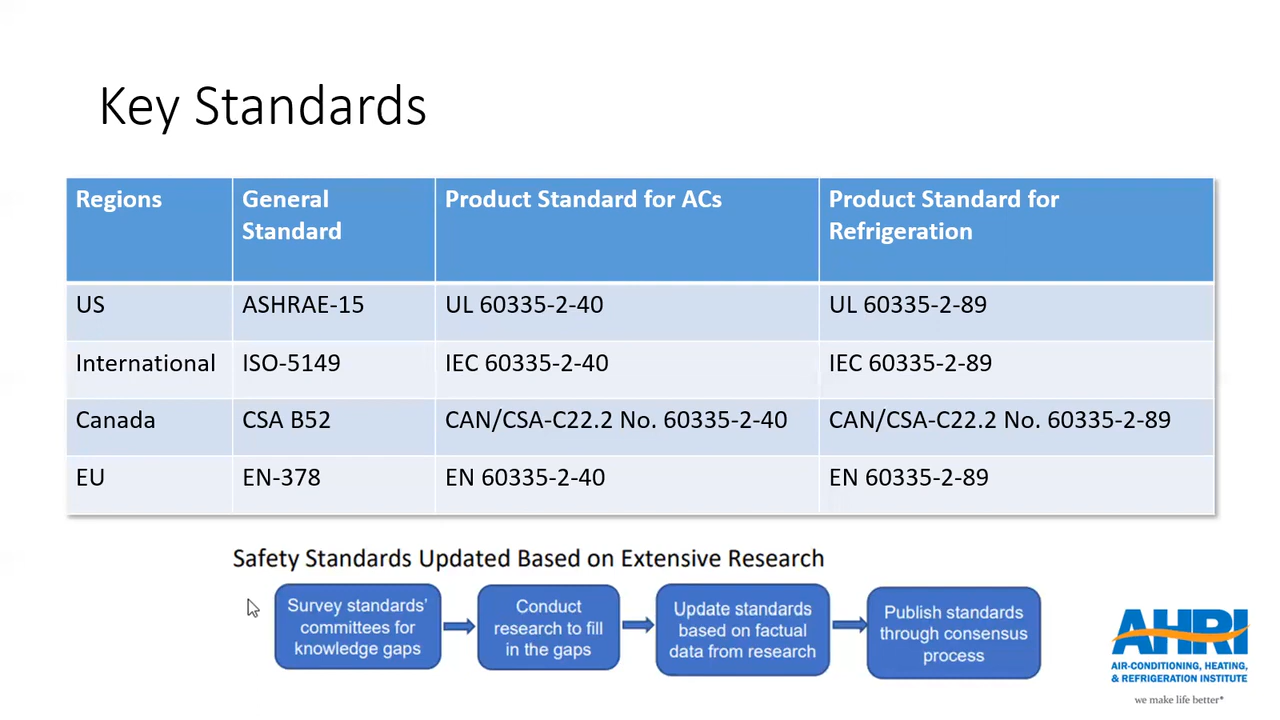 Key Standards
Regions
General
Standard
Product Standard for ACs
Product Standard for
Refrigeration
US
ASHRAE-15
UL 60335-2-40
UL 60335-2-89
International
ISO-5149
IEC 60335-2-40
IEC 60335-2-89
Canada
CSA B52
CAN/CSA-C22.2 No. 60335-2-40
CAN/CSA-C22.2 No. 60335-2-89
EU
EN-378
EN 60335-2-40
EN 60335-2-89
Safety Standards Updated Based on Extensive Research
Survey standards’
committees for
knowledge gaps
Conduct
research to fill
in the gaps
Update standards
based on factual
data from research
Publish standards
through consensus
process
AHRI
AIR-CONDITIONING, HEATING,
& REFRIGERATION INSTITUTE
we make life better*